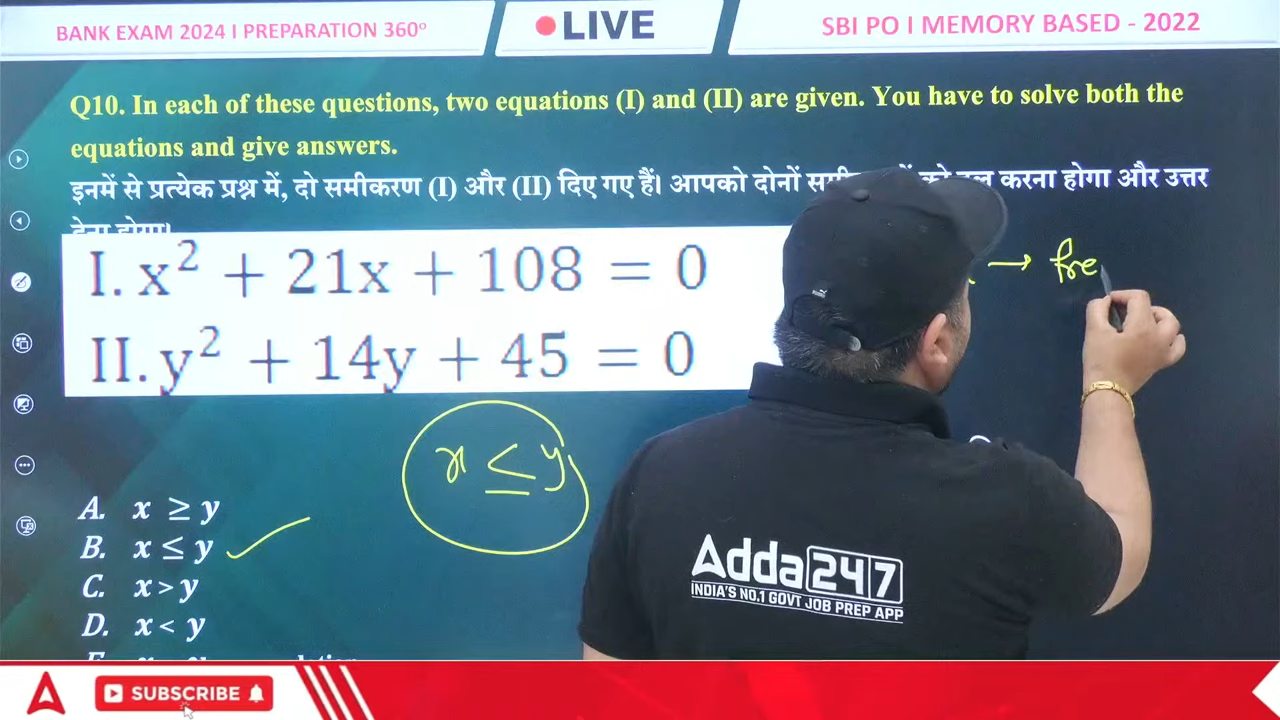 BANK EXAM 2024 I PREPARATION 360°
LIVE
SBI PO I MEMORY BASED - 2022
Q10. In each of these questions, two equations (I) and (II) are given. You have to solve both the
equations and give answers.
इनमें से प्रत्येक प्रश्न में, दो समीकरण (I) और (II) दिए गए हैं। आपको दोनों करना होगा और उत्तर
देना होगा।
I. x² + 21x + 108 = 0
II. y² + 14y + 45 = 0
→ fre
x ≤ y
A. x ≥ y
B. x ≤ y ✓
C. x > y
D. x < y
Adda247
INDIA'S NO.1 GOVT JOB PREP APP
SUBSCRIBE